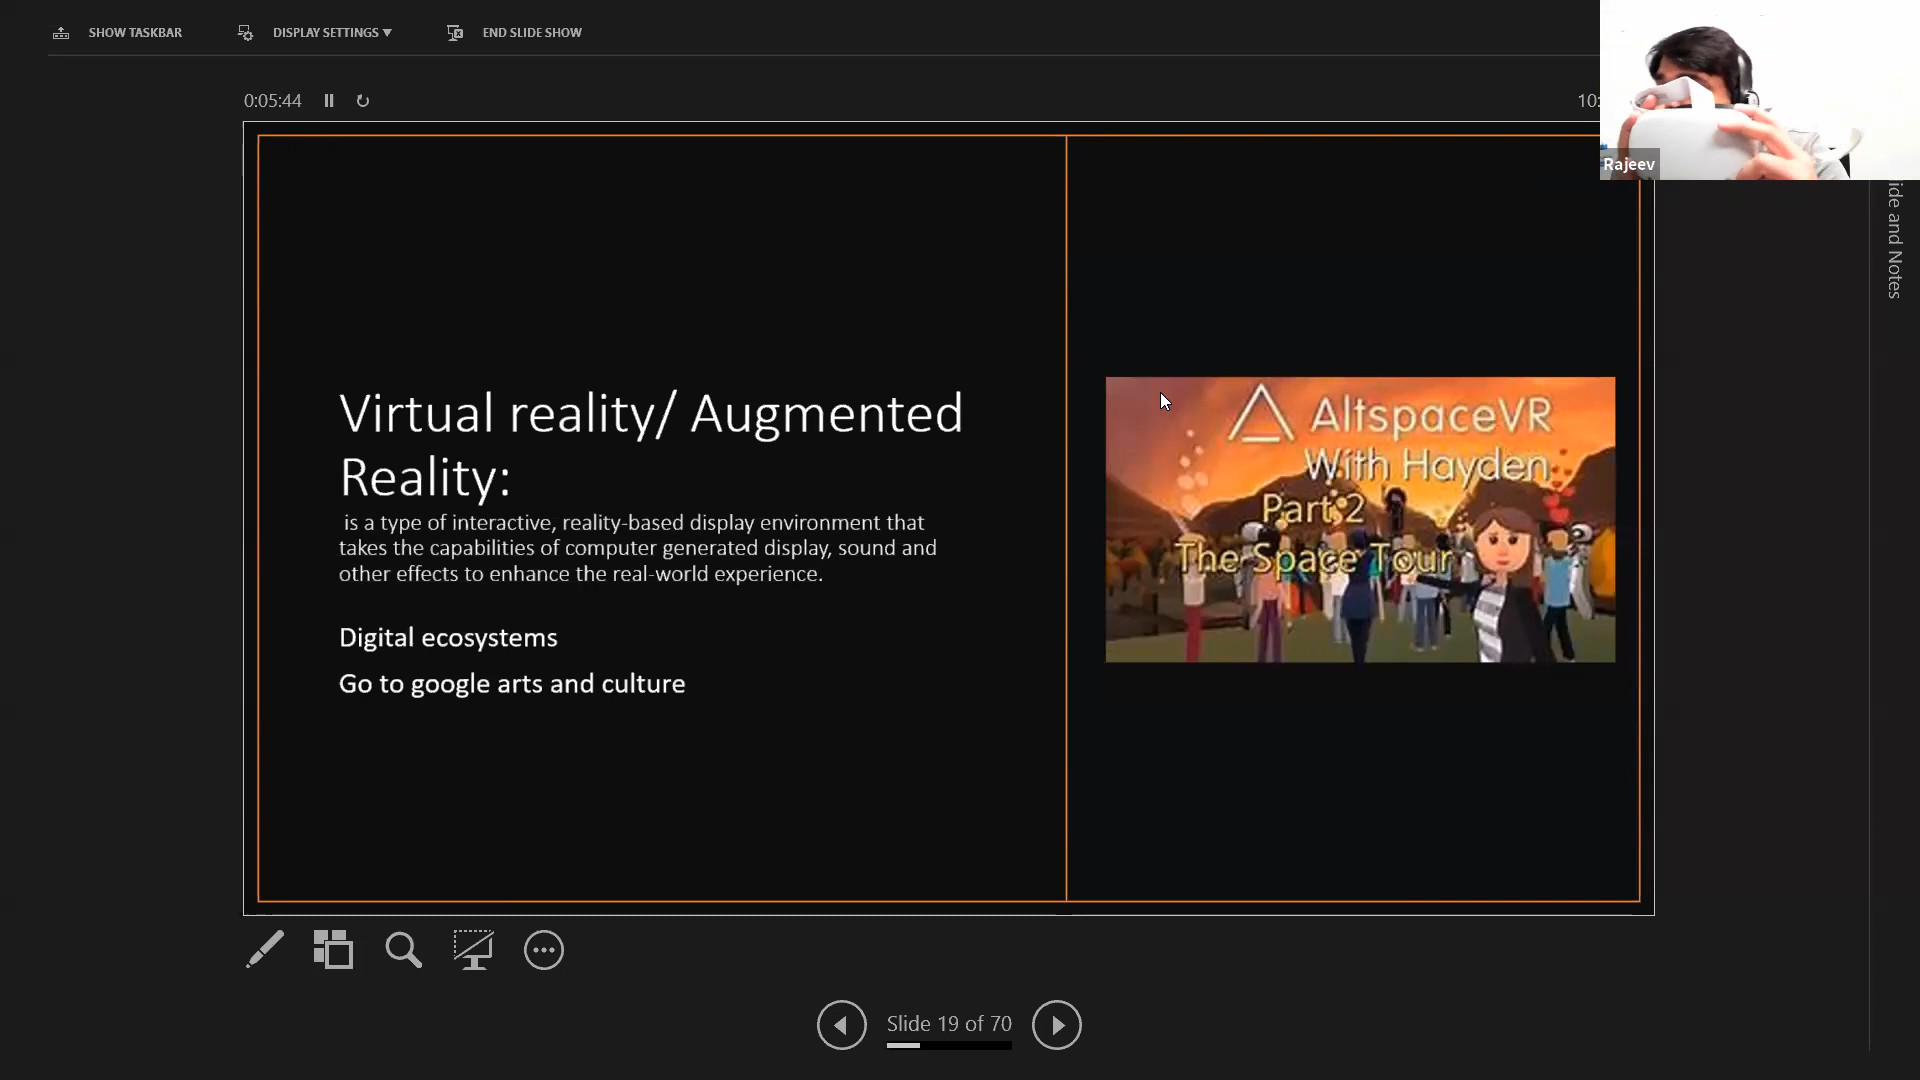 SHOW TASKBAR
DISPLAY SETTINGS ▼
END SLIDE SHOW
0:05:44
10:
Rajeev
Virtual reality/ Augmented
Reality:
is a type of interactive, reality-based display environment that
takes the capabilities of computer generated display, sound and
other effects to enhance the real-world experience.
Digital ecosystems
Go to google arts and culture
AltspaceVR
With Hayden
Part 2
The Space Tour
and Notes
Slide 19 of 70